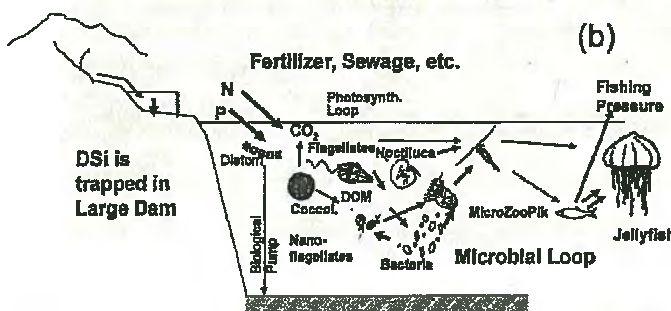 (b)
Fertilizer, Sewage, etc.
N
P
Photosynth.
Loop
Fishing
Pressure
CO2
Flagellates
Noctiluca
Diatom
DSi is
trapped in
Large Dam
DOM
Coccol.
MicroZooPlk
Jellyfish
Biological
Pump
Nano-
flagellates
Bacteria
Microbial Loop